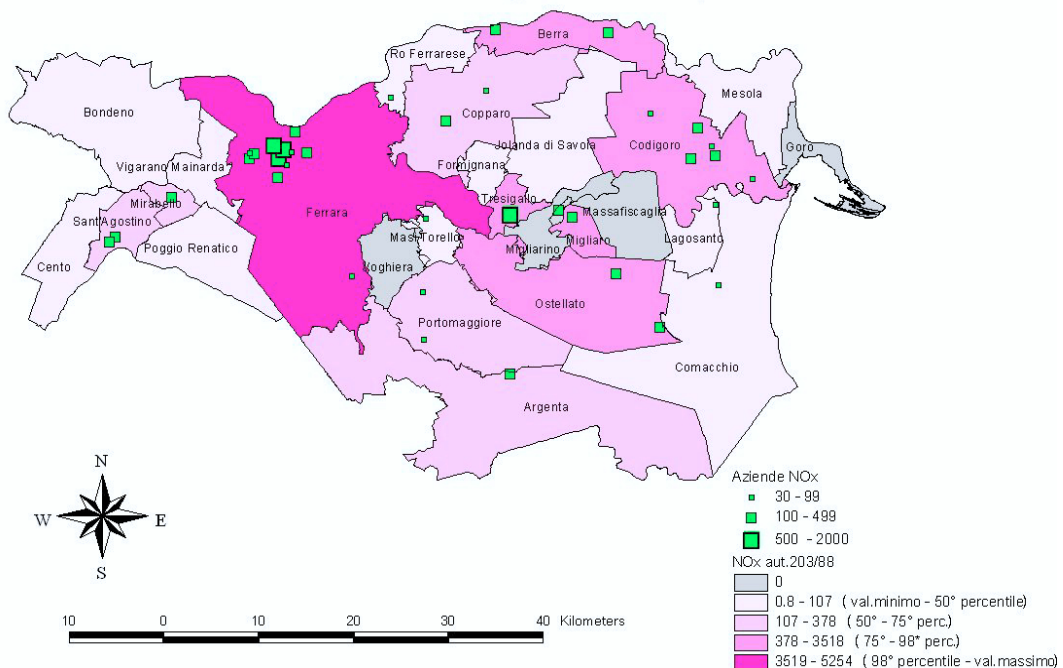 Berra
Ro Ferrarese
Mesola
Bondeno
Copparo
Jolanda di Savoia
Codigoro
Goro
Formignana
Vigarano Mainarda
Mirabello
Tresigallo
Ferrara
Massafiscaglia
Sant'Agostino
Masi Torello
Lagosanto
Migliaro
Poggio Renatico
Migliarino
Cento
Voghiera
Ostellato
Portomaggiore
Comacchio
Argenta
N
W E
S
Aziende NOx
30 - 99
100 - 499
500 - 2000
NOx aut.203/88
0
0.8 - 107 ( val.minimo - 50° percentile)
107 - 378 ( 50° - 75° perc.)
378 - 3518 ( 75° - 98* perc.)
3519 - 5254 ( 98° percentile - val.massimo)
10 0 10 20 30 40 Kilometers